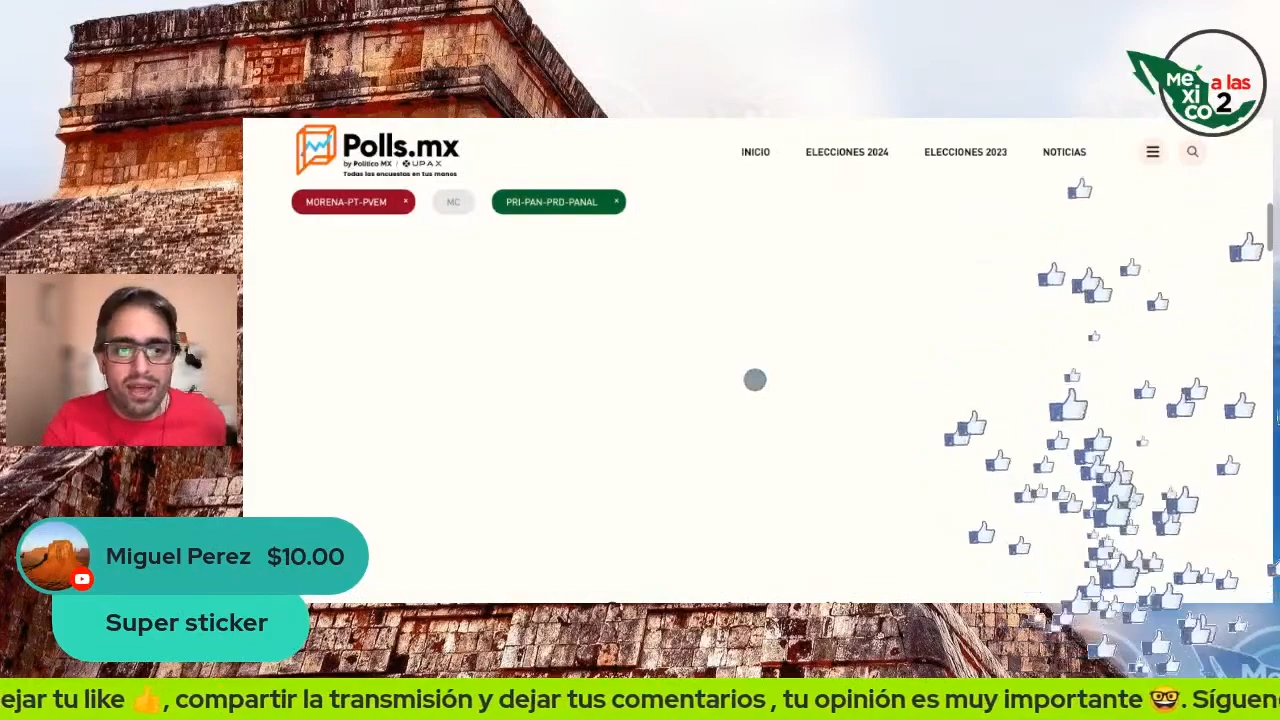 Mé
xi
co
a las
2
Polls.mx
by Político MX / UPAX
Todas las encuestas en tus manos
INICIO
ELECCIONES 2024
ELECCIONES 2023
NOTICIAS
MORENA-PT-PVEM ×
MC
PRI-PAN-PRD-PANAL ×
Miguel Perez $10.00
Super sticker
ejar tu like 👍, compartir la transmisión y dejar tus comentarios , tu opinión es muy importante 🤓. Síguen